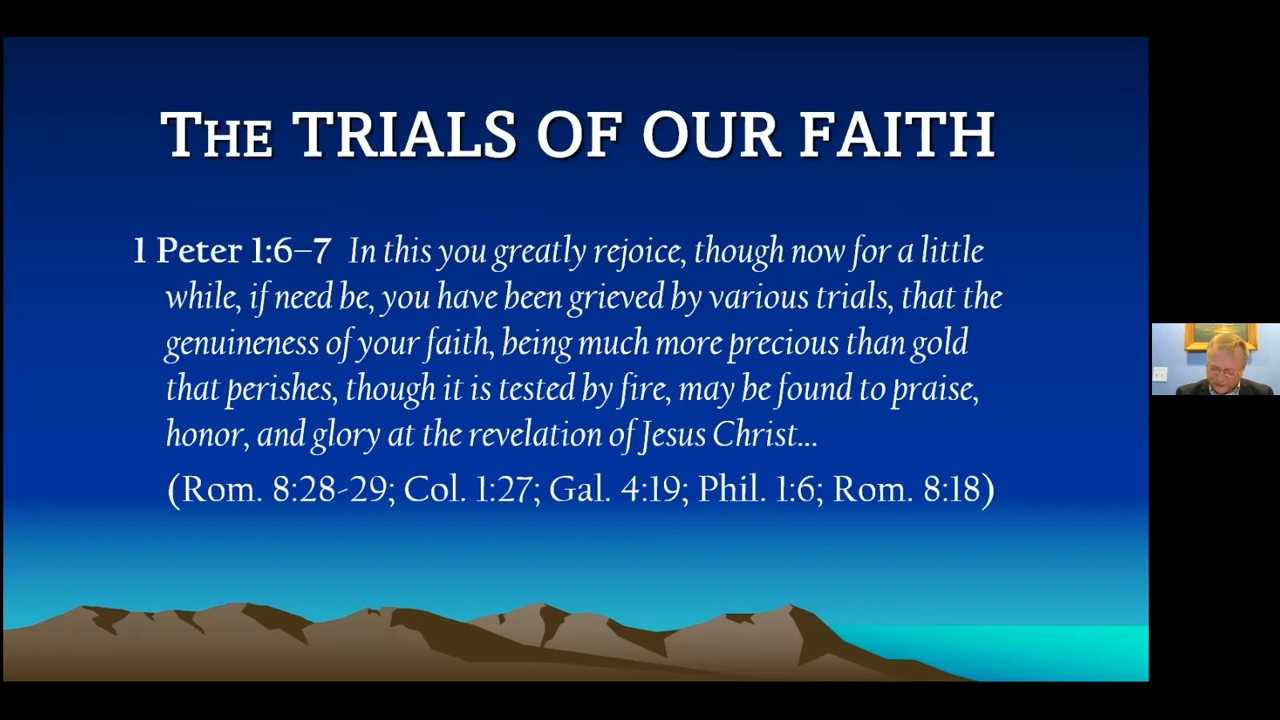 The TRIALS OF OUR FAITH
1 Peter 1:6–7 In this you greatly rejoice, though now for a little
while, if need be, you have been grieved by various trials, that the
genuineness of your faith, being much more precious than gold
that perishes, though it is tested by fire, may be found to praise,
honor, and glory at the revelation of Jesus Christ...
(Rom. 8:28-29; Col. 1:27; Gal. 4:19; Phil. 1:6; Rom. 8:18)